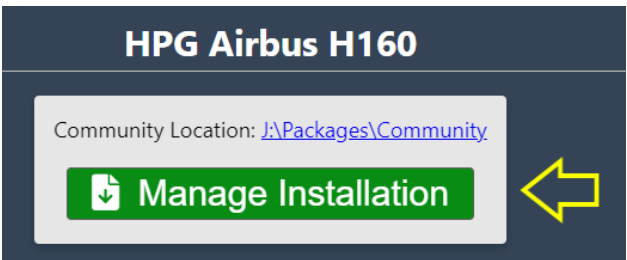 HPG Airbus H160
Community Location: J:\Packages\Community
Manage Installation